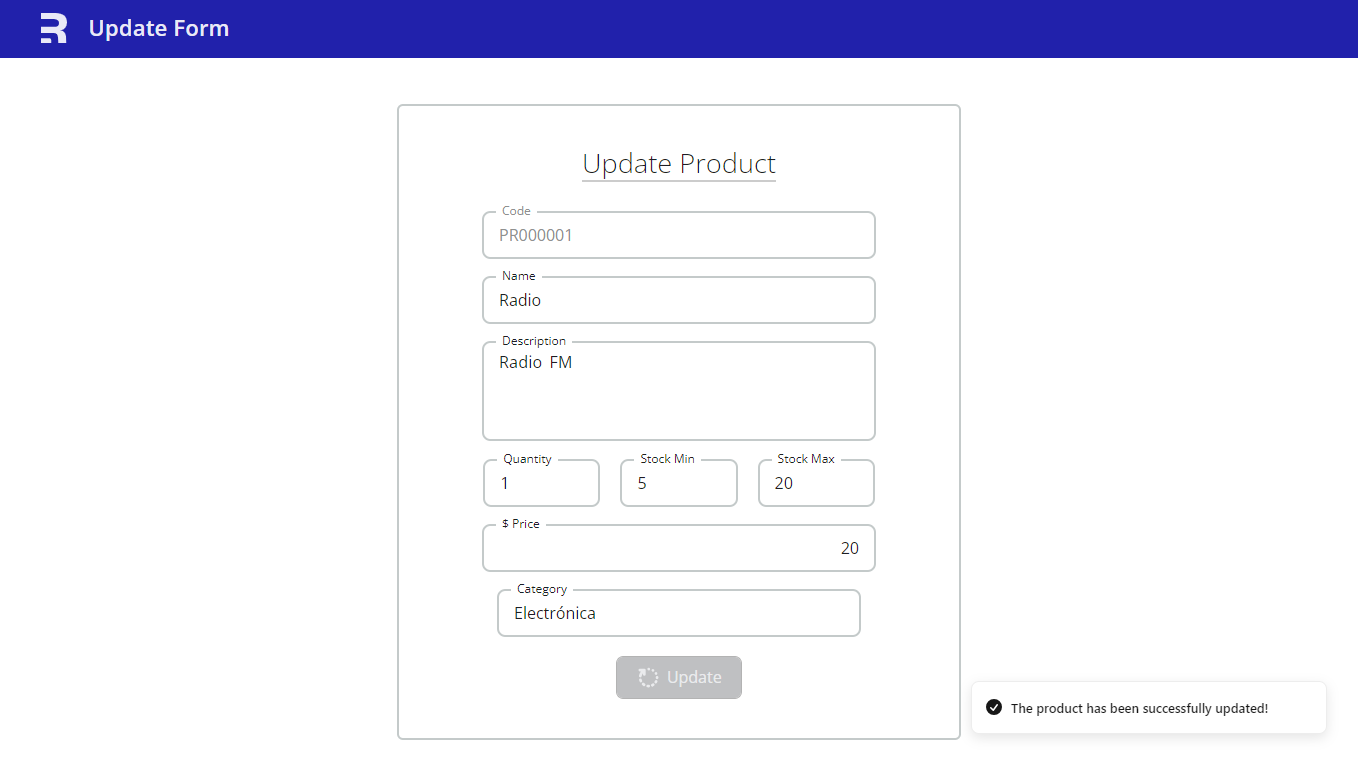 Update Form
Update Product
Code
PR000001
Name
Radio
Description
Radio FM
Quantity
1
Stock Min
5
Stock Max
20
$ Price
20
Category
Electrónica
Update
The product has been successfully updated!